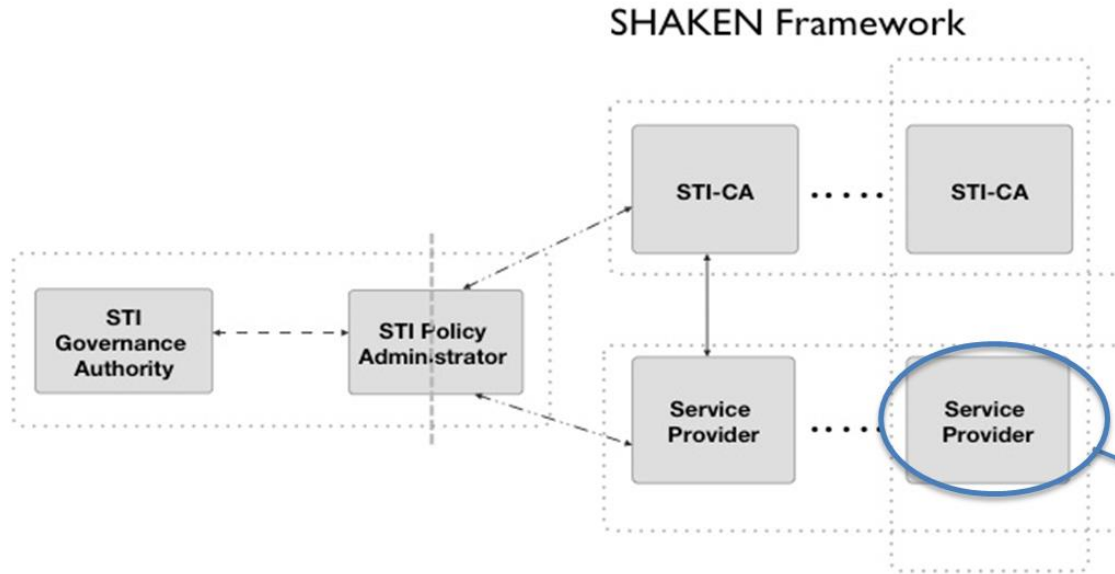 SHAKEN Framework
STI-CA
STI-CA
STI
Governance
Authority
STI Policy
Administrator
Service
Provider
Service
Provider